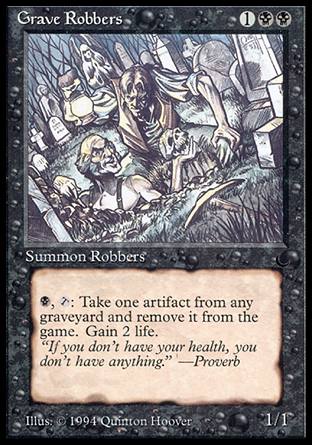 Grave Robbers 1
Summon Robbers
, : Take one artifact from any
graveyard and remove it from the
game. Gain 2 life.
"If you don't have your health, you
don't have anything." —Proverb
Illus: © 1994 Quinton Hoover 1/1